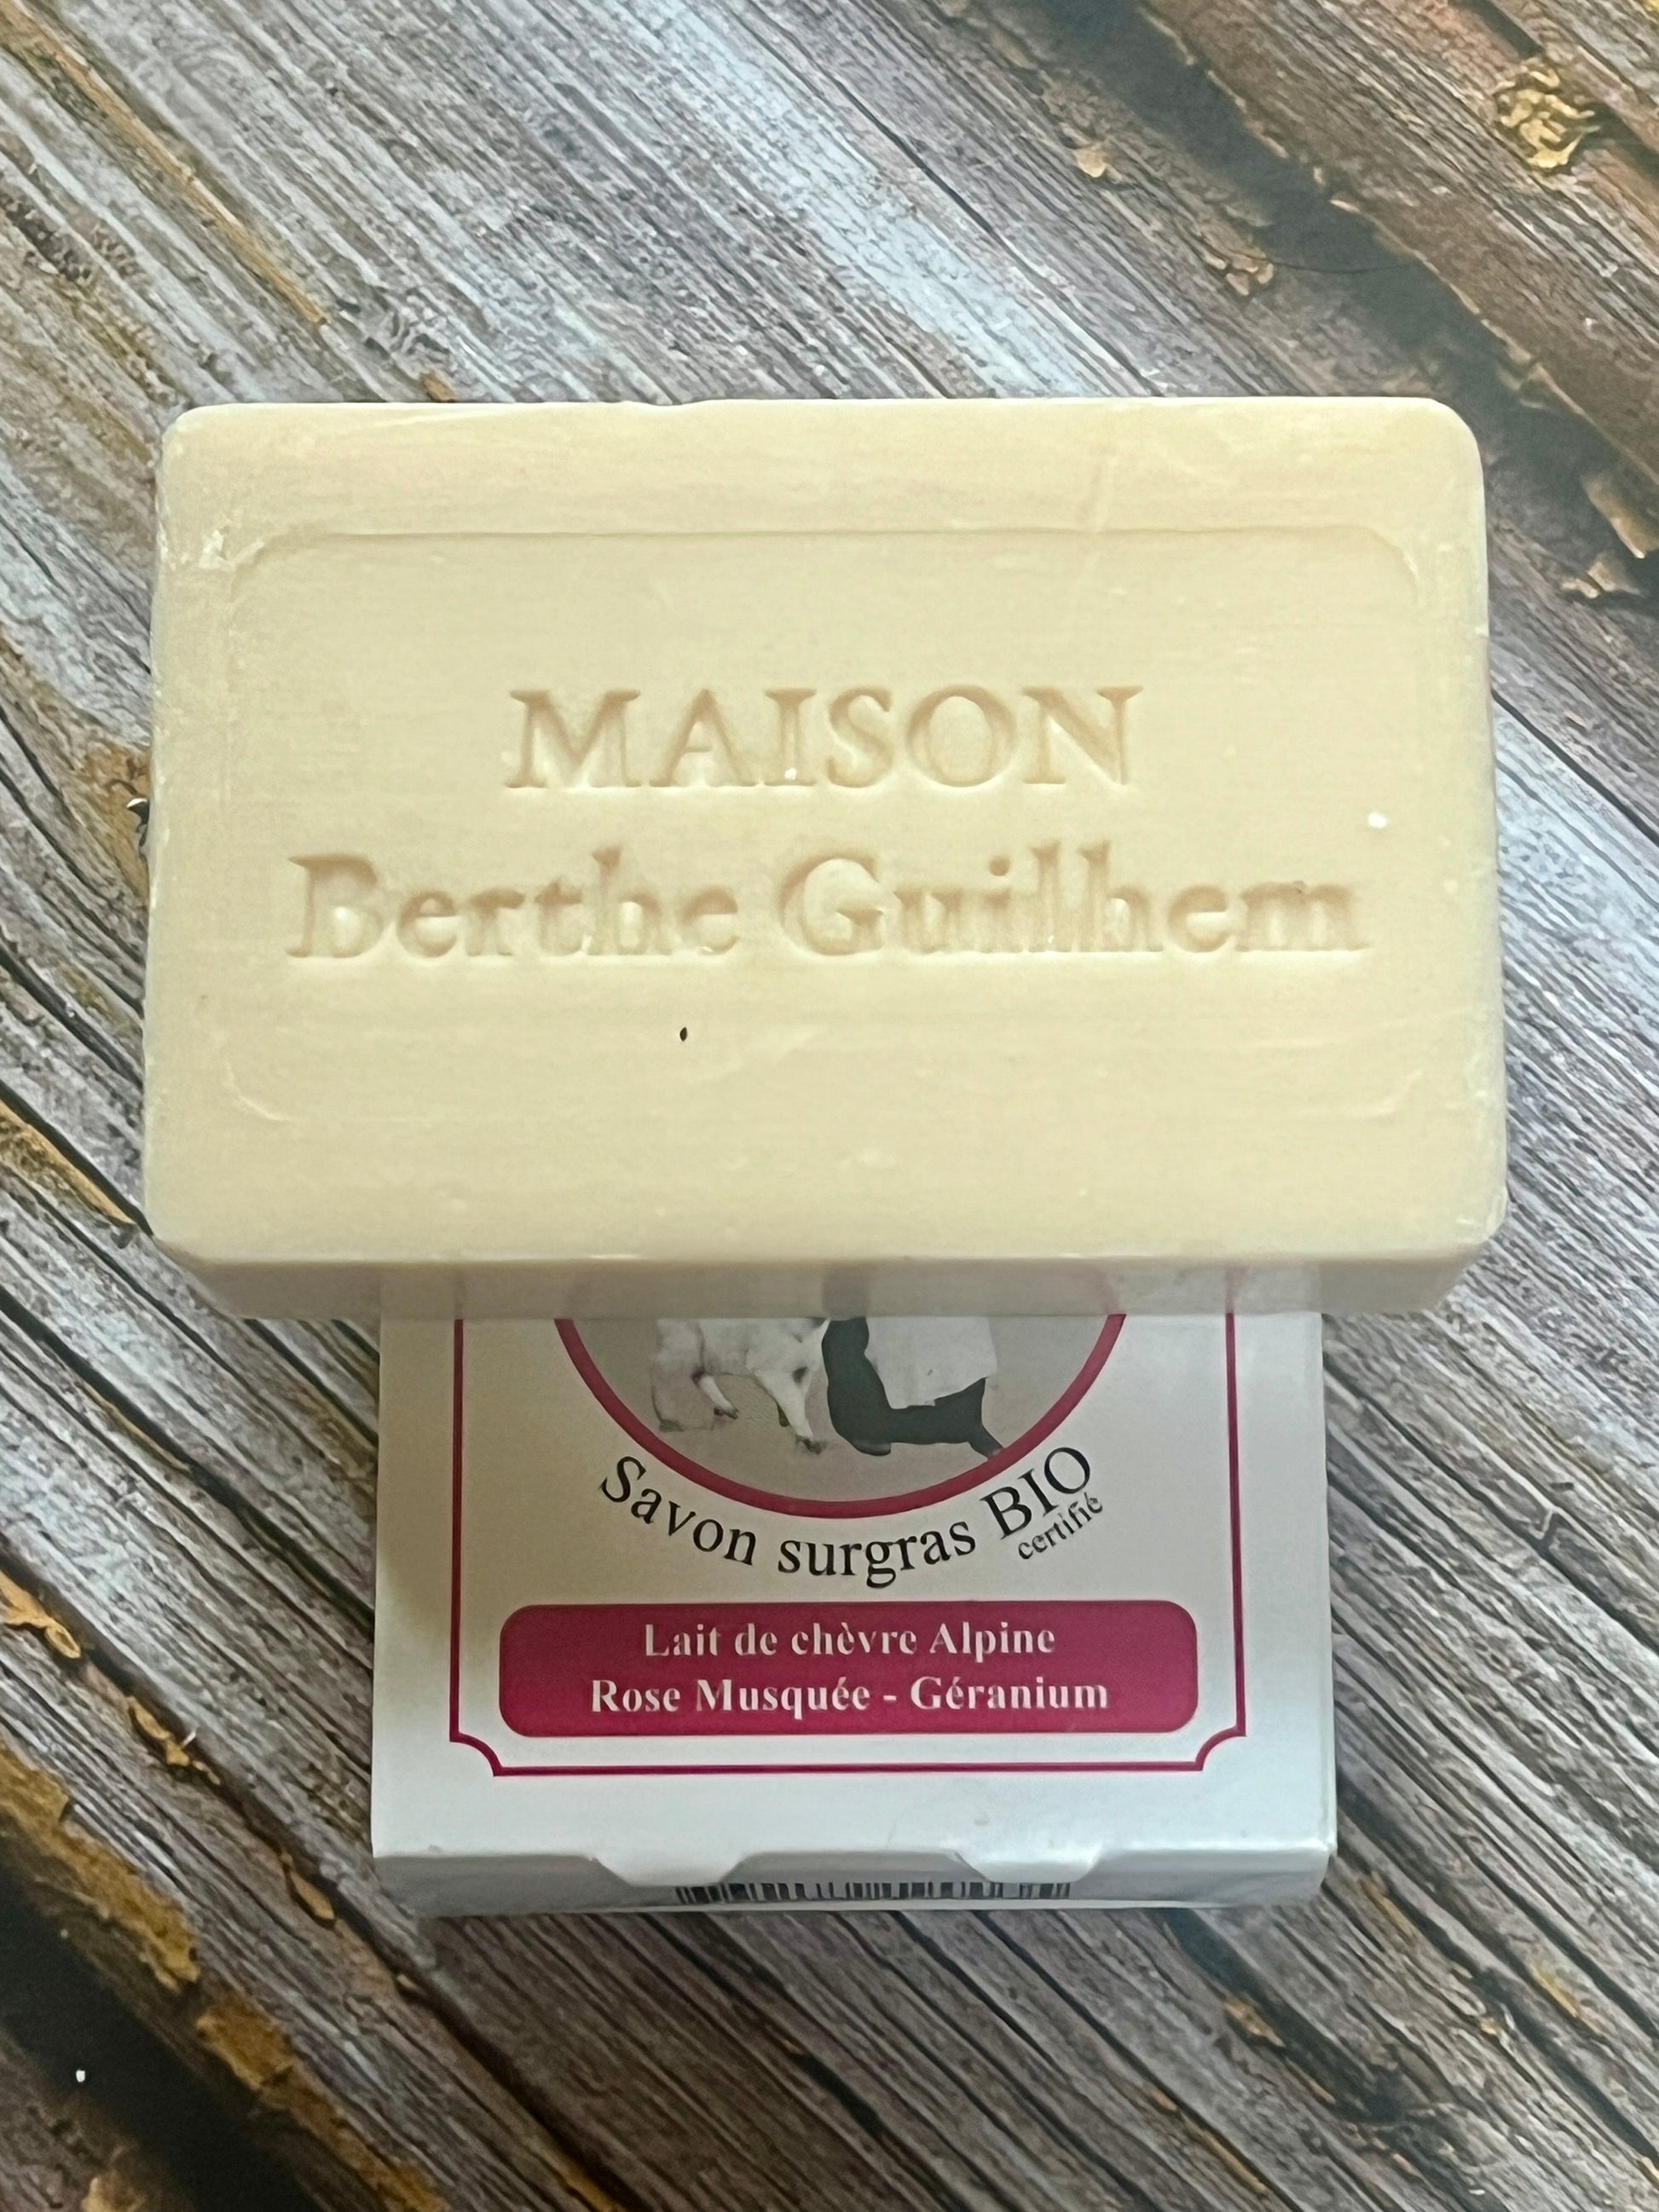 MAISON
Berthe Guilhem
Savon surgras BIO
certifié
Lait de chèvre Alpine
Rose Musquée - Géranium